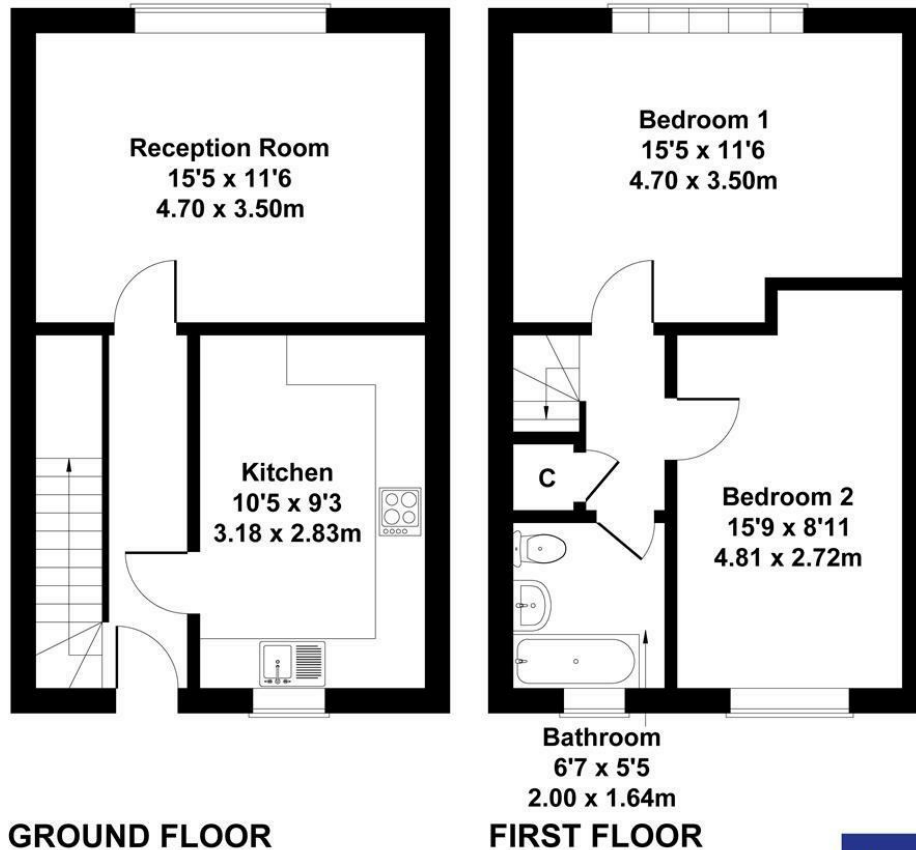 Reception Room
15'5 x 11'6
4.70 x 3.50m
Kitchen
10'5 x 9'3
3.18 x 2.83m
GROUND FLOOR
Bedroom 1
15'5 x 11'6
4.70 x 3.50m
C
Bedroom 2
15'9 x 8'11
4.81 x 2.72m
Bathroom
6'7 x 5'5
2.00 x 1.64m
FIRST FLOOR